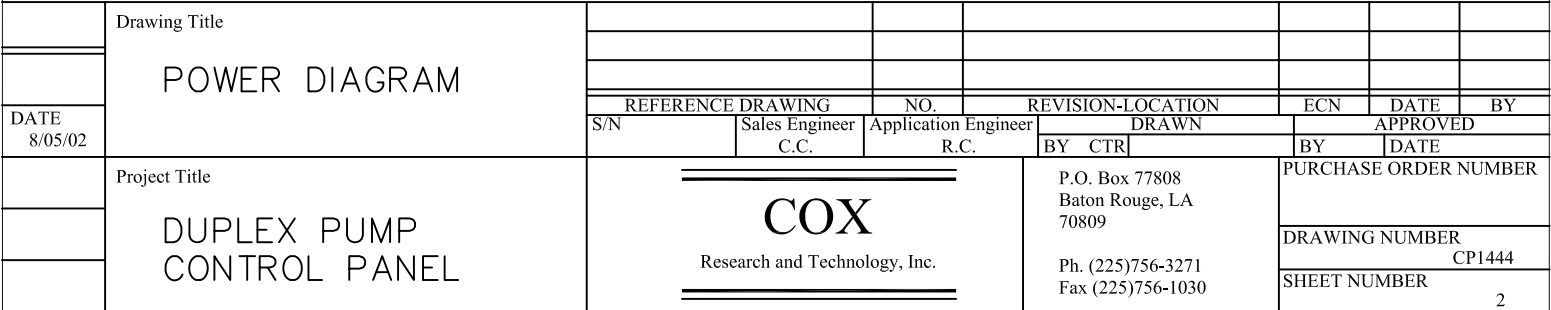 Drawing Title
POWER DIAGRAM
DATE
8/05/02
REFERENCE DRAWING NO. REVISION-LOCATION ECN DATE BY
S/N Sales Engineer Application Engineer DRAWN APPROVED
C.C. R.C. BY CTR BY DATE
Project Title
DUPLEX PUMP
CONTROL PANEL
COX
Research and Technology, Inc.
P.O. Box 77808
Baton Rouge, LA
70809
Ph. (225)756-3271
Fax (225)756-1030
PURCHASE ORDER NUMBER
DRAWING NUMBER
CP1444
SHEET NUMBER
2